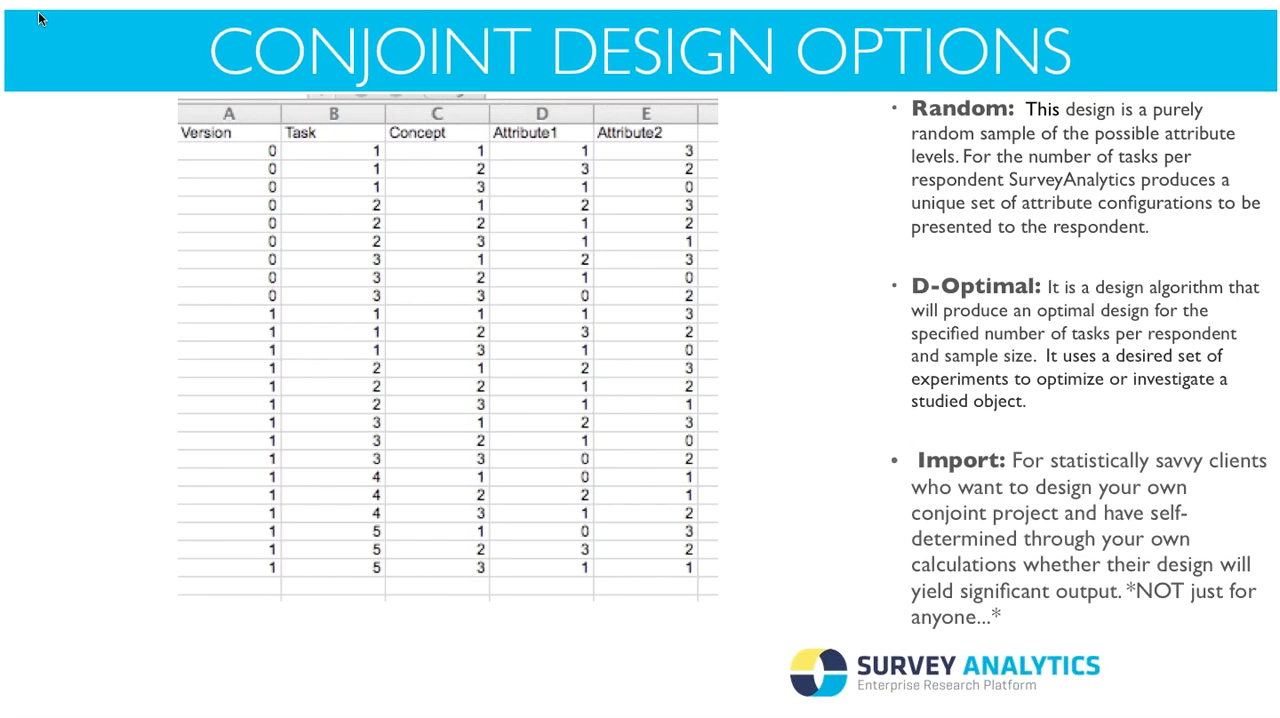 CONJOINT DESIGN OPTIONS
A B C D E
Version Task Concept Attribute1 Attribute2
0 1 1 1 3
0 1 2 3 2
0 1 3 1 0
0 2 1 2 3
0 2 2 1 2
0 2 3 1 1
0 3 1 2 3
0 3 2 1 0
0 3 3 0 2
1 1 1 1 3
1 1 2 3 2
1 1 3 1 0
1 2 1 2 3
1 2 2 1 2
1 2 3 1 1
1 3 1 2 3
1 3 2 1 0
1 3 3 0 2
1 4 1 0 1
1 4 2 2 1
1 4 3 1 2
1 5 1 0 3
1 5 2 3 2
1 5 3 1 1
• Random: This design is a purely
random sample of the possible attribute
levels. For the number of tasks per
respondent SurveyAnalytics produces a
unique set of attribute configurations to be
presented to the respondent.
• D-Optimal: It is a design algorithm that
will produce an optimal design for the
specified number of tasks per respondent
and sample size. It uses a desired set of
experiments to optimize or investigate a
studied object.
• Import: For statistically savvy clients
who want to design your own
conjoint project and have self-
determined through your own
calculations whether their design will
yield significant output. *NOT just for
anyone...*
SURVEY ANALYTICS
Enterprise Research Platform